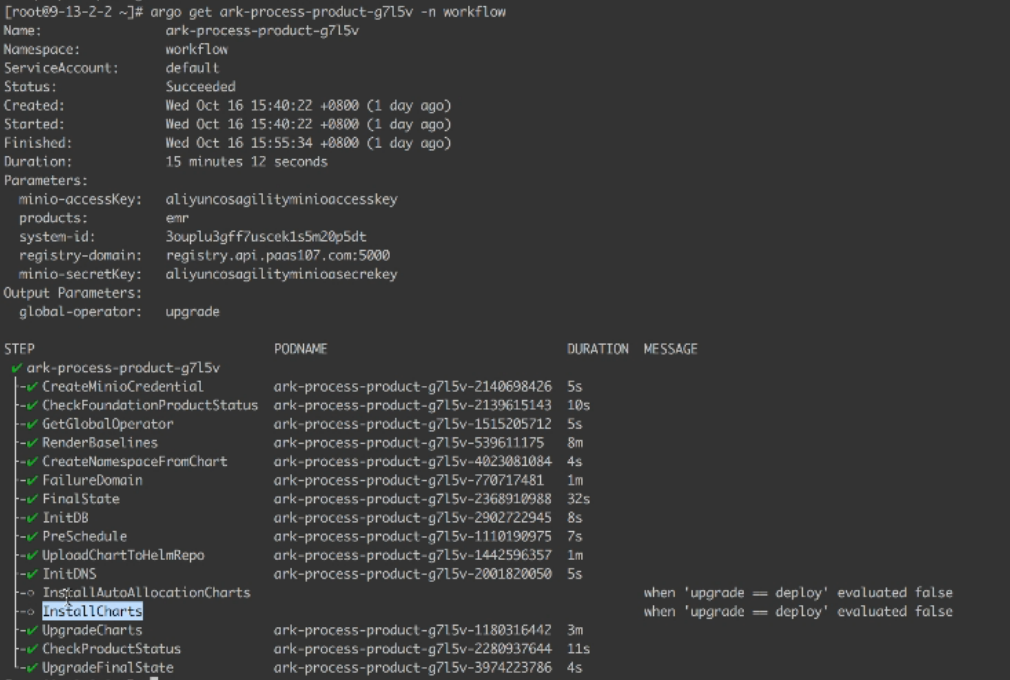 [root@9-13-2-2 ~]# argo get ark-process-product-g7l5v -n workflow
Name: ark-process-product-g7l5v
Namespace: workflow
ServiceAccount: default
Status: Succeeded
Created: Wed Oct 16 15:40:22 +0800 (1 day ago)
Started: Wed Oct 16 15:40:22 +0800 (1 day ago)
Finished: Wed Oct 16 15:55:34 +0800 (1 day ago)
Duration: 15 minutes 12 seconds
Parameters:
minio-accessKey: aliyuncosagilityminioaccesskey
products: emr
system-id: 3ouplu3gff7uscek1s5m20p5dt
registry-domain: registry.api.paas107.com:5000
minio-secretKey: aliyuncosagilityminioasecrekey
Output Parameters:
global-operator: upgrade
STEP PODNAME DURATION MESSAGE
✔ ark-process-product-g7l5v
├-✔ CreateMinioCredential ark-process-product-g7l5v-2140698426 5s
├-✔ CheckFoundationProductStatus ark-process-product-g7l5v-2139615143 10s
├-✔ GetGlobalOperator ark-process-product-g7l5v-1515205712 5s
├-✔ RenderBaselines ark-process-product-g7l5v-539611175 8m
├-✔ CreateNamespaceFromChart ark-process-product-g7l5v-4023081084 4s
├-✔ FailureDomain ark-process-product-g7l5v-770717481 1m
├-✔ FinalState ark-process-product-g7l5v-2368910988 32s
├-✔ InitDB ark-process-product-g7l5v-2902722945 8s
├-✔ PreSchedule ark-process-product-g7l5v-1110190975 7s
├-✔ UploadChartToHelmRepo ark-process-product-g7l5v-1442596357 1m
├-✔ InitDNS ark-process-product-g7l5v-2001820050 5s
├-○ InstallAutoAllocationCharts when 'upgrade == deploy' evaluated false
├-○ InstallCharts when 'upgrade == deploy' evaluated false
├-✔ UpgradeCharts ark-process-product-g7l5v-1180316442 3m
├-✔ CheckProductStatus ark-process-product-g7l5v-2280937644 11s
└-✔ UpgradeFinalState ark-process-product-g7l5v-3974223786 4s